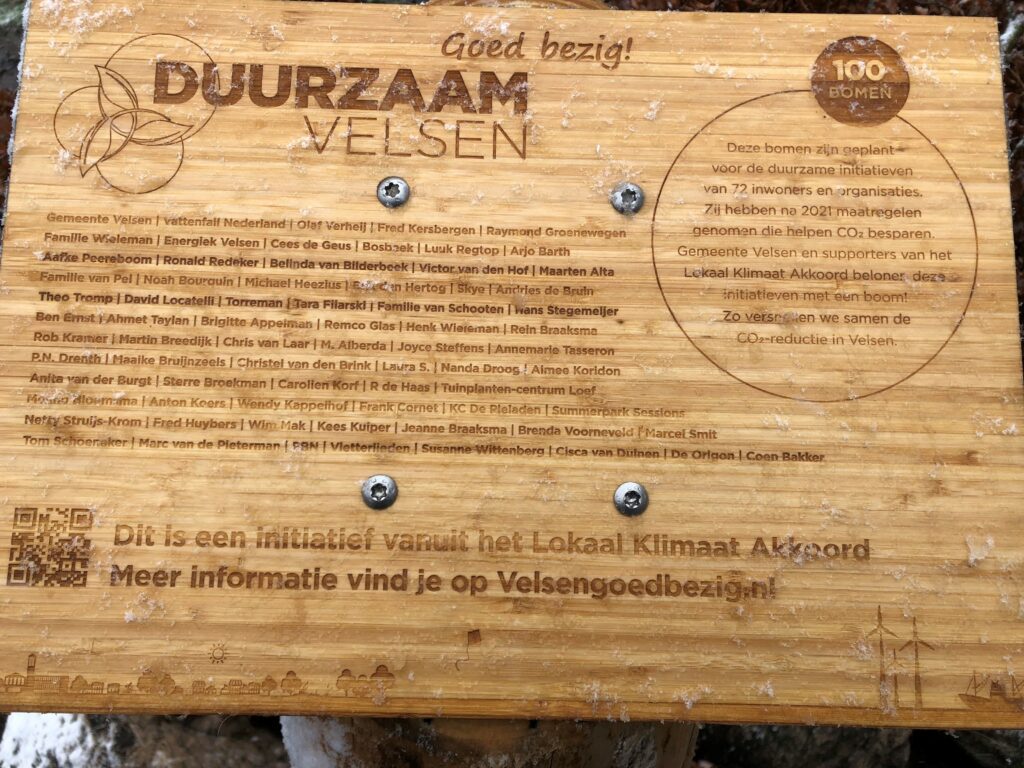 Goed bezig!
DUURZAAM
VELSEN
100
BOMEN
Deze bomen zijn geplant
voor de duurzame initiatieven
van 72 inwoners en organisaties.
Zij hebben na 2021 maatregelen
genomen die helpen CO₂ besparen.
Gemeente Velsen en supporters van het
Lokaal Klimaat Akkoord belonen deze
initiatieven met een boom!
Zo versnellen we samen de
CO₂-reductie in Velsen.
Gemeente Velsen | Vattenfall Nederland | Olaf Verheij | Fred Kersbergen | Raymond Groenewegen
Familie Wieleman | Energiek Velsen | Cees de Geus | Bosbaek | Luuk Regtop | Arjo Barth
Aafke Peereboom | Ronald Redeker | Belinda van Bilderbeek | Victor van den Hof | Maarten Alta
Familie van Pel | Noah Bourquin | Michael Heezius | den Hertog | Skye | Andries de Bruin
Theo Tromp | David Locatelli | Torreman | Tara Filarski | Familie van Schooten | Hans Stegemeijer
Ben Ernst | Ahmet Taylan | Brigitte Appelman | Remco Glas | Henk Wieleman | Rein Braaksma
Rob Kramer | Martin Breedijk | Chris van Laar | M. Alberda | Joyce Steffens | Annemarie Tasseron
P.N. Drenth | Maaike Bruijnzeels | Christel van den Brink | Laura S. | Nanda Droog | Aimee Koridon
Anita van der Burgt | Sterre Broekman | Carolien Korf | R de Haas | Tuinplanten-centrum Loef
Bloemsma | Anton Koers | Wendy Kappelhof | Frank Cornet | KC De Pleiaden | Summerpark Sessions
Netty Struijs-Krom | Fred Huybers | Wim Mak | Kees Kuiper | Jeanne Braaksma | Brenda Voorneveld | Marcel Smit
Tom Schoenaker | Marc van de Pieterman | PBN | Vletterlieden | Susanne Wittenberg | Cisca van Duinen | De Origon | Coen Bakker
Dit is een initiatief vanuit het Lokaal Klimaat Akkoord
Meer informatie vind je op Velsengoedbezig.nl